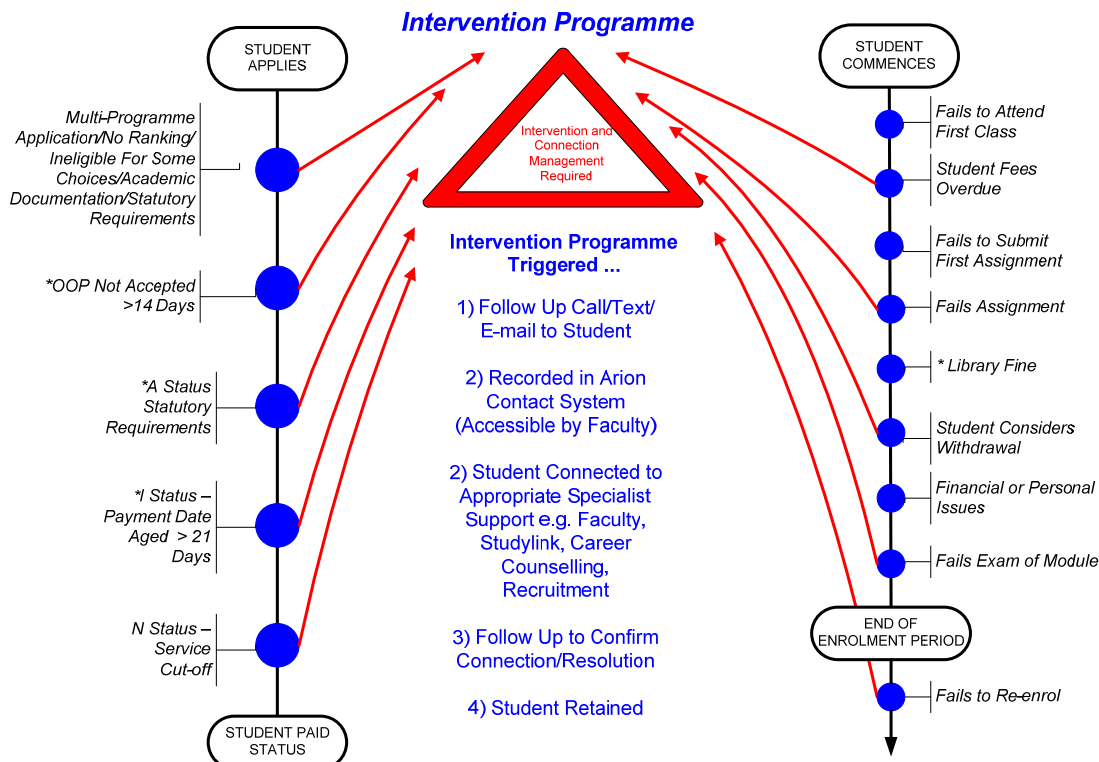 Intervention Programme
STUDENT
APPLIES
Multi-Programme
Application/No Ranking/
Ineligible For Some
Choices/Academic
Documentation/Statutory
Requirements
*OOP Not Accepted
>14 Days
*A Status
Statutory
Requirements
*I Status –
Payment Date
Aged > 21
Days
N Status –
Service
Cut-off
STUDENT PAID
STATUS
Intervention and
Connection
Management
Required
Intervention Programme
Triggered ...
1) Follow Up Call/Text/
E-mail to Student
2) Recorded in Arion
Contact System
(Accessible by Faculty)
2) Student Connected to
Appropriate Specialist
Support e.g. Faculty,
Studylink, Career
Counselling,
Recruitment
3) Follow Up to Confirm
Connection/Resolution
4) Student Retained
STUDENT
COMMENCES
Fails to Attend
First Class
Student Fees
Overdue
Fails to Submit
First Assignment
Fails Assignment
* Library Fine
Student Considers
Withdrawal
Financial or Personal
Issues
Fails Exam of Module
END OF
ENROLMENT PERIOD
Fails to Re-enrol